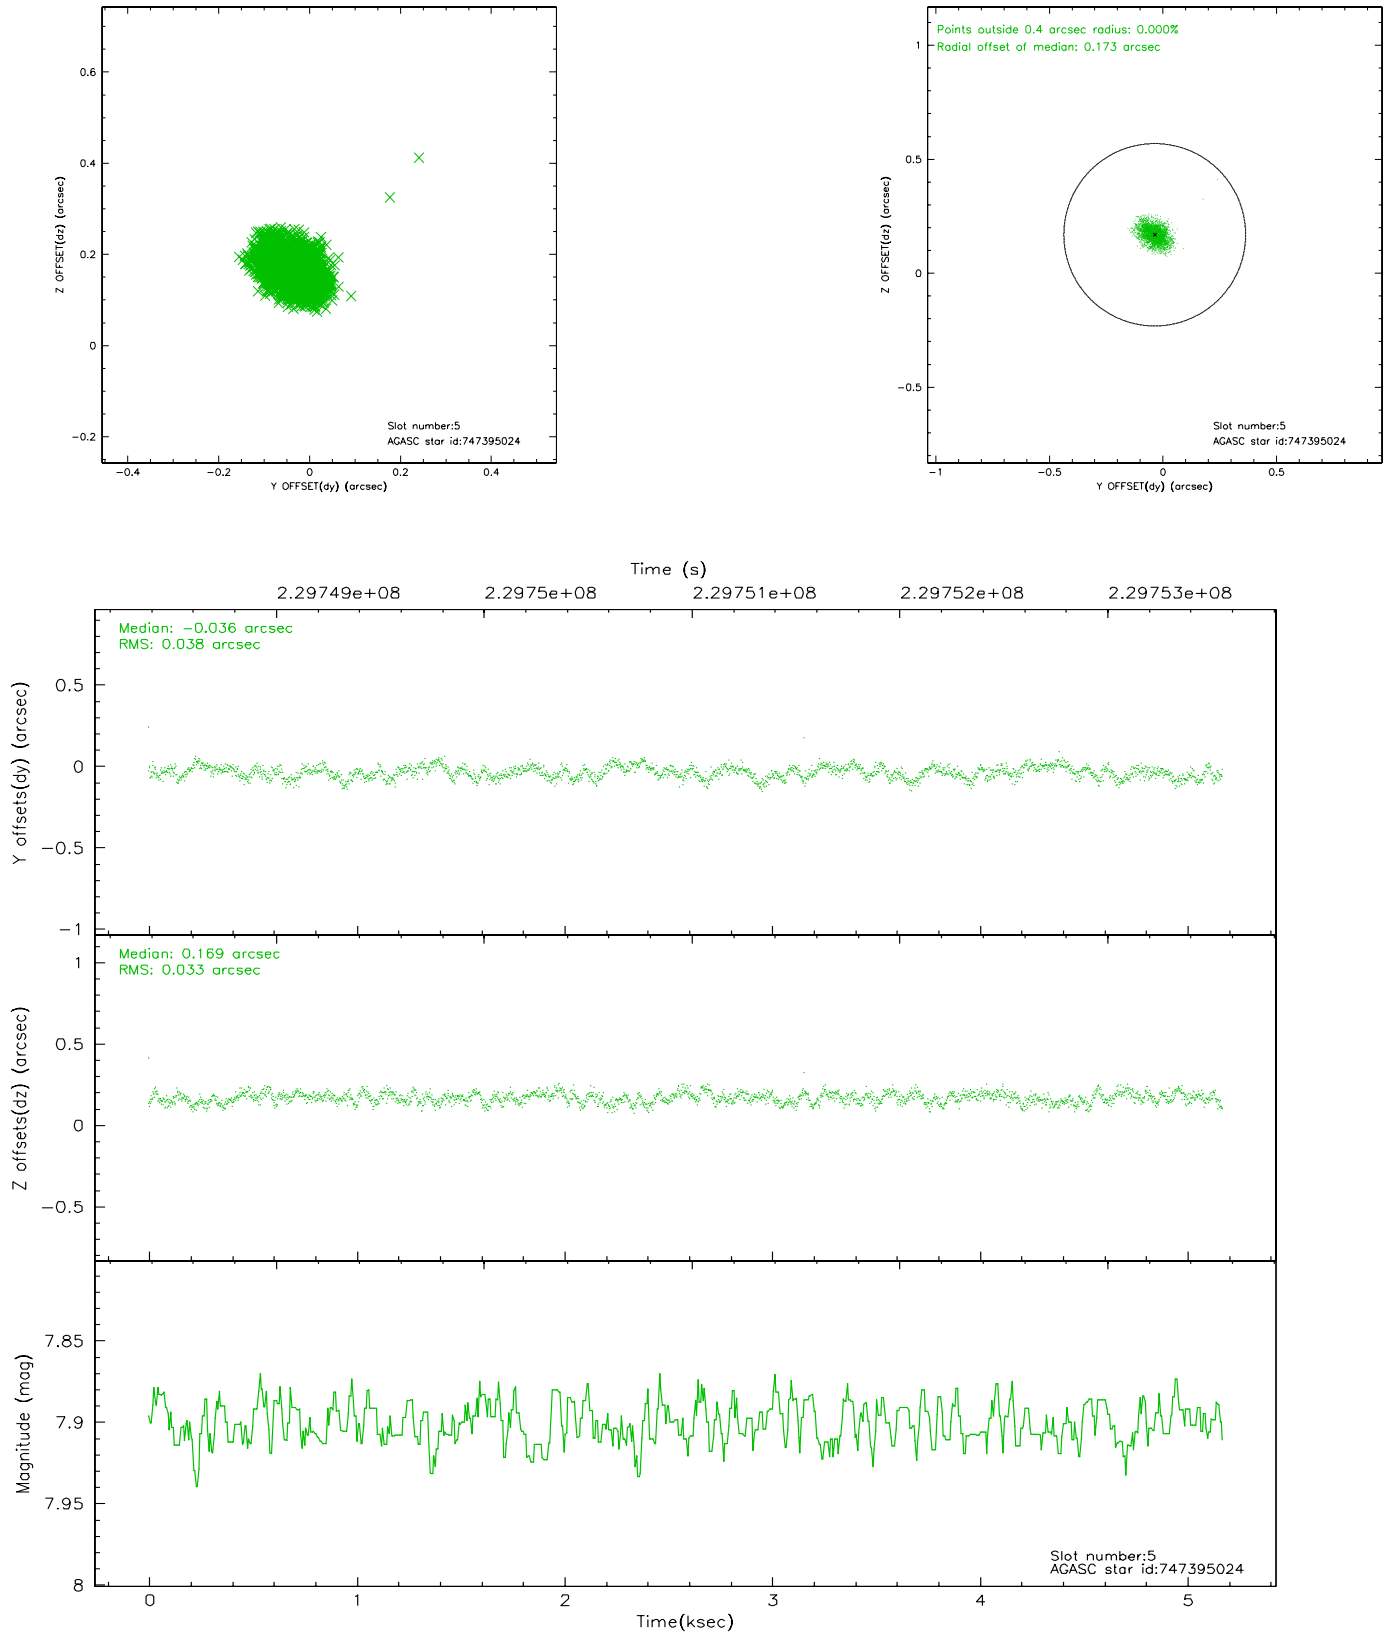 0.6
0.4
0.2
0
−0.2
Z OFFSET(dz) (arcsec)
Slot number:5
AGASC star id:747395024
−0.4 −0.2 0 0.2 0.4
Y OFFSET(dy) (arcsec)
Points outside 0.4 arcsec radius: 0.000%
Radial offset of median: 0.173 arcsec
1
0.5
0
−0.5
Z OFFSET(dz) (arcsec)
Slot number:5
AGASC star id:747395024
−1 −0.5 0 0.5
Y OFFSET(dy) (arcsec)
Time (s)
2.29749e+08 2.2975e+08 2.29751e+08 2.29752e+08 2.29753e+08
Median: −0.036 arcsec
RMS: 0.038 arcsec
0.5
0
−0.5
−1
Y offsets(dy) (arcsec)
Median: 0.169 arcsec
RMS: 0.033 arcsec
1
0.5
0
−0.5
Z offsets(dz) (arcsec)
7.85
7.9
7.95
8
Magnitude (mag)
Slot number:5
AGASC star id:747395024
0 1 2 3 4 5
Time(ksec)